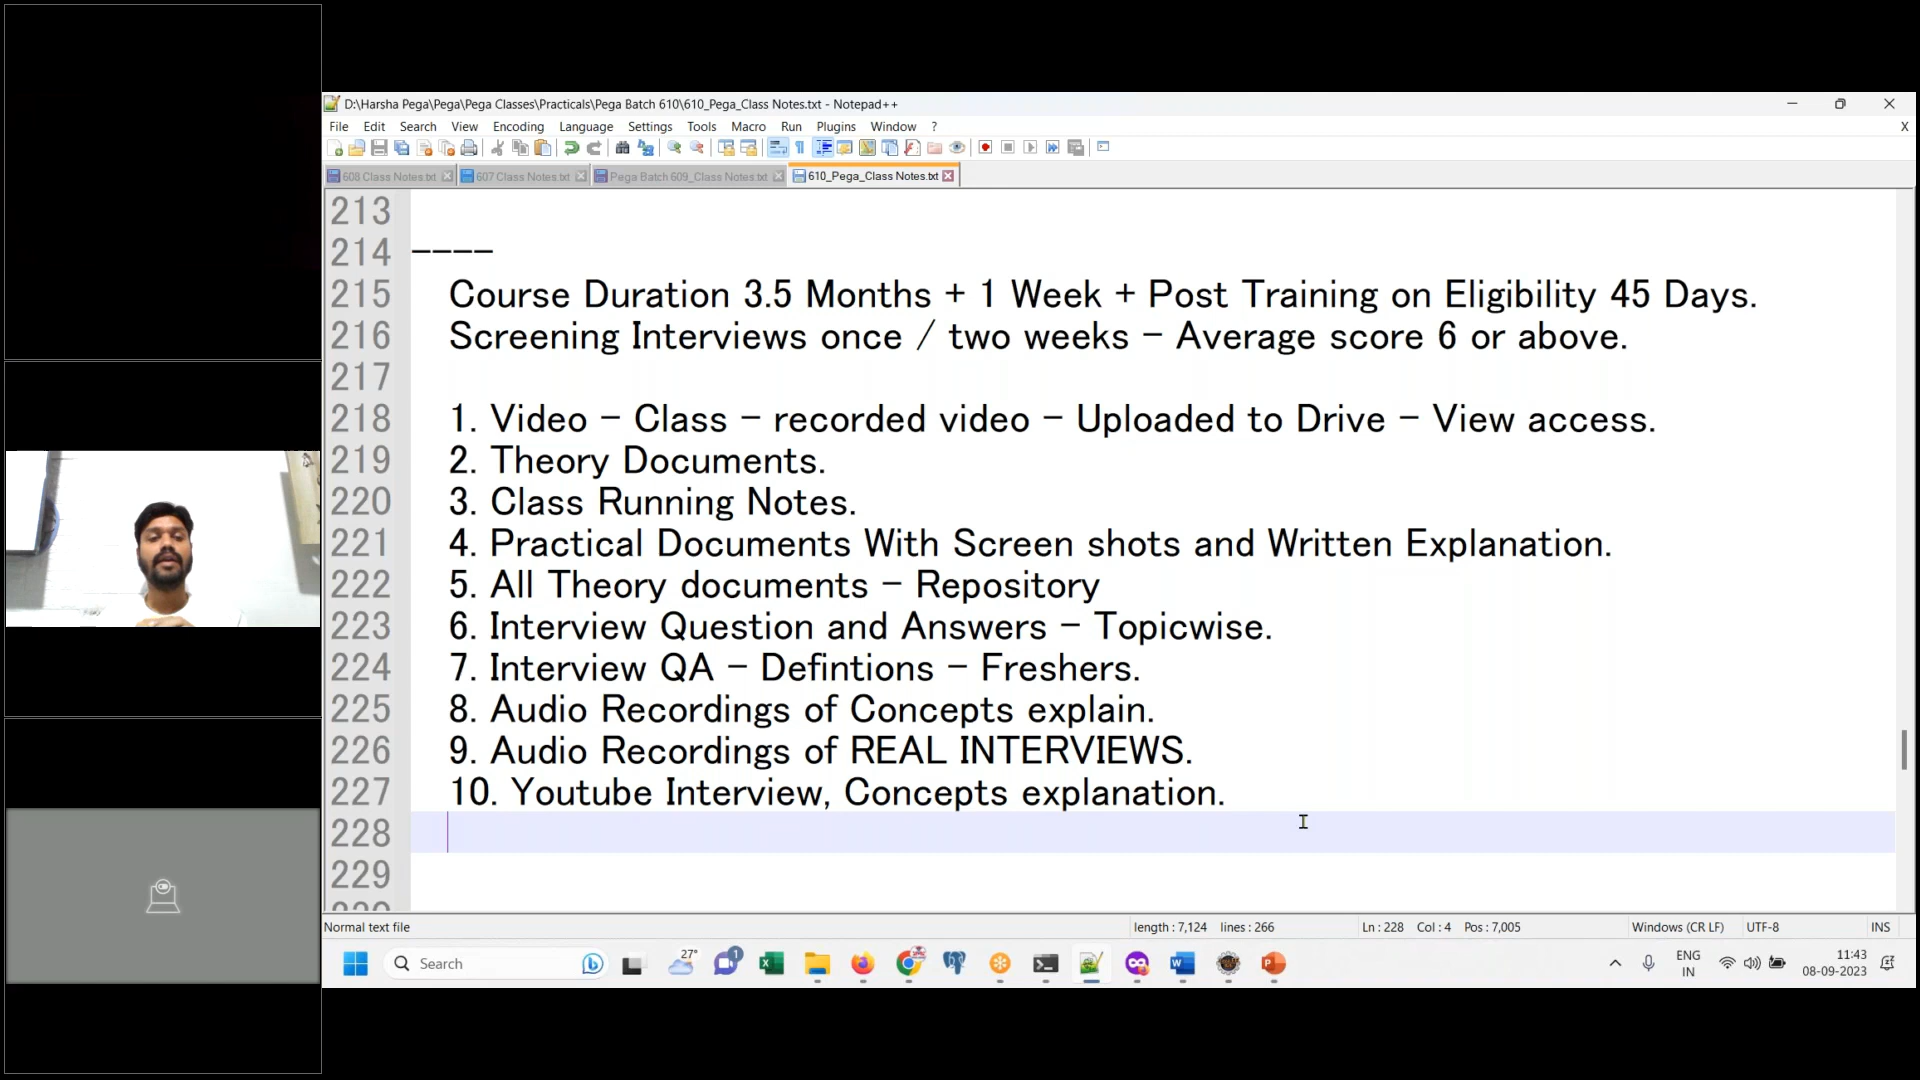 D:\Harsha Pega\Pega\Pega Classes\Practicals\Pega Batch 610\610_Pega_Class Notes.txt - Notepad++
File Edit Search View Encoding Language Settings Tools Macro Run Plugins Window ? X
608 Class Notes.txt 607 Class Notes.txt Pega Batch 609_Class Notes.txt 610_Pega_Class Notes.txt
213
214 ----
215 Course Duration 3.5 Months + 1 Week + Post Training on Eligibility 45 Days.
216 Screening Interviews once / two weeks - Average score 6 or above.
217
218 1. Video - Class - recorded video - Uploaded to Drive - View access.
219 2. Theory Documents.
220 3. Class Running Notes.
221 4. Practical Documents With Screen shots and Written Explanation.
222 5. All Theory documents - Repository
223 6. Interview Question and Answers - Topicwise.
224 7. Interview QA - Defintions - Freshers.
225 8. Audio Recordings of Concepts explain.
226 9. Audio Recordings of REAL INTERVIEWS.
227 10. Youtube Interview, Concepts explanation.
228
229
Normal text file length : 7,124 lines : 266 Ln : 228 Col : 4 Pos : 7,005 Windows (CR LF) UTF-8 INS
Search 27° 1 ENG IN 11:43 08-09-2023